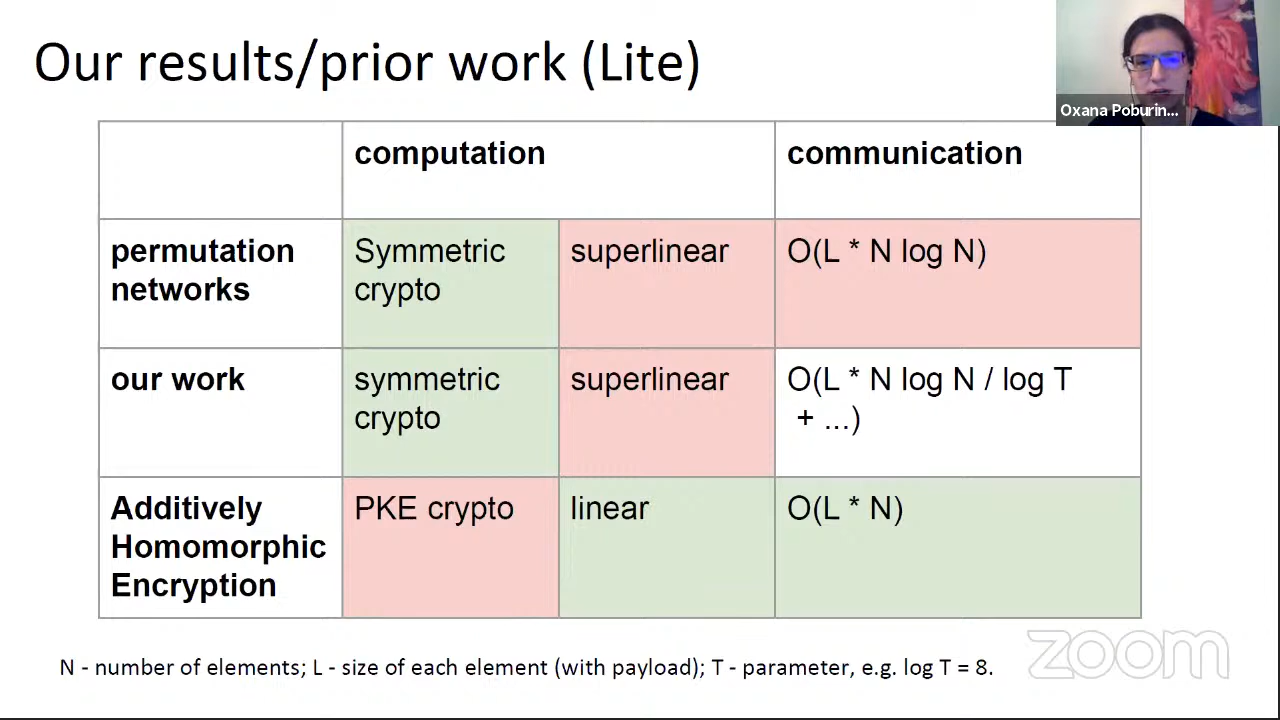 Our results/prior work (Lite)
Oxana Poburin...
computation
communication
permutation
networks
Symmetric
crypto
superlinear
O(L * N log N)
our work
symmetric
crypto
superlinear
O(L * N log N / log T
+ ...)
Additively
Homomorphic
Encryption
PKE crypto
linear
O(L * N)
N - number of elements; L - size of each element (with payload); T - parameter, e.g. log T = 8.
zoom